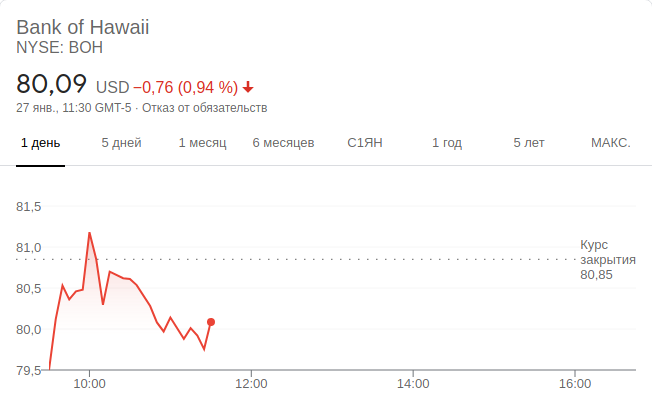 Bank of Hawaii
NYSE: BOH
80,09 USD −0,76 (0,94 %)
27 янв., 11:30 GMT-5 · Отказ от обязательств
1 день 5 дней 1 месяц 6 месяцев С1ЯН 1 год 5 лет МАКС.
81,5
81,0
80,5
80,0
79,5
Курс
закрытия
80,85
10:00 12:00 14:00 16:00